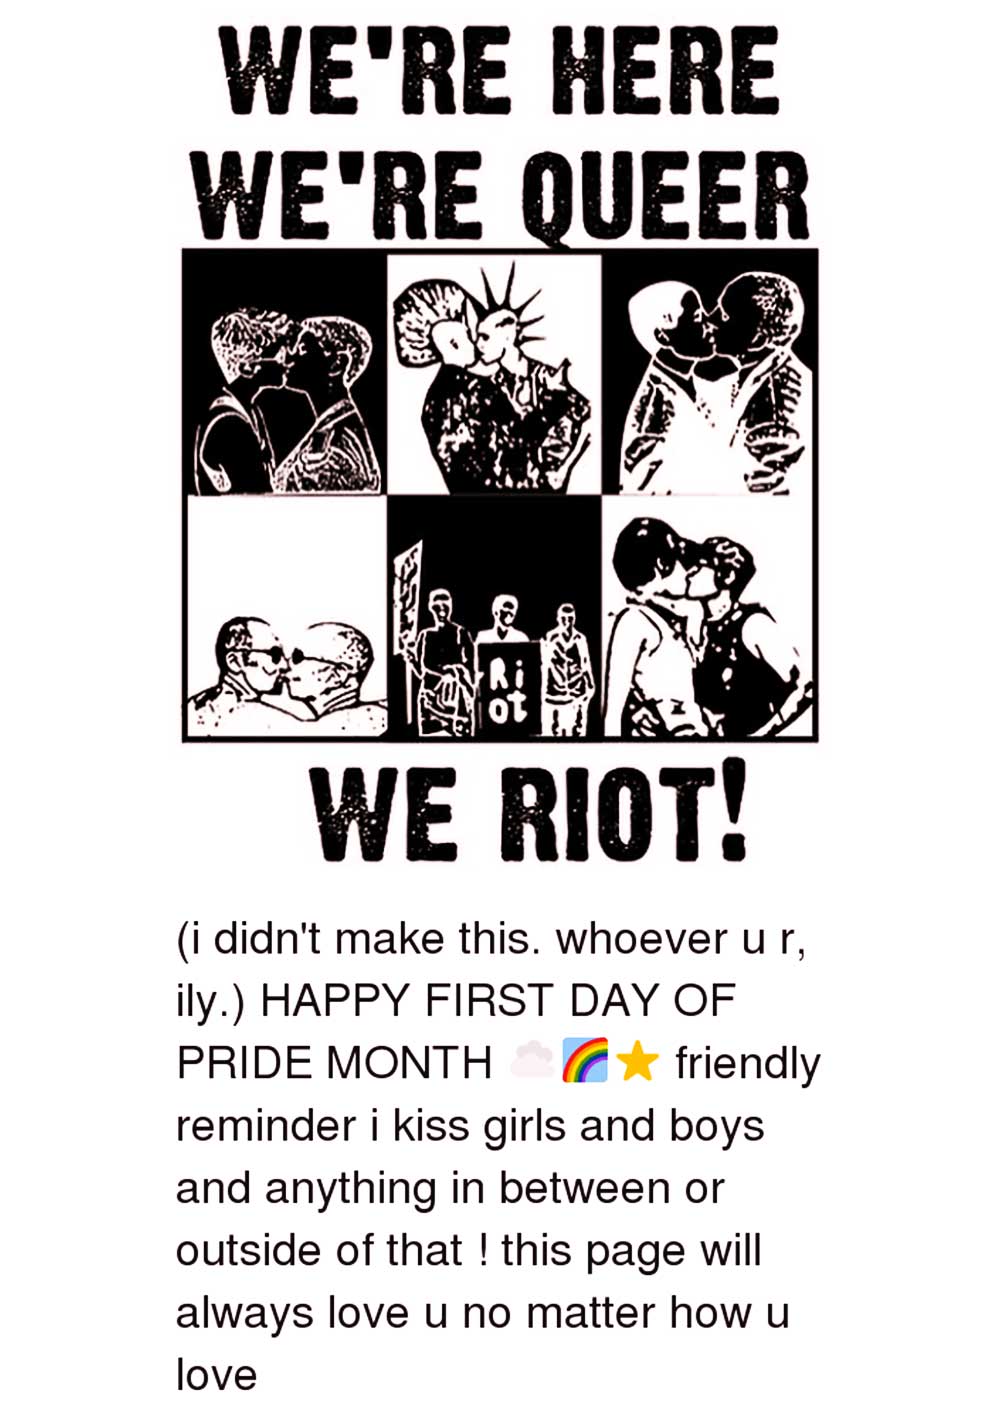 WE'RE HERE
WE'RE QUEER
Ri
ot
WE RIOT!
(i didn't make this. whoever u r,
ily.) HAPPY FIRST DAY OF
PRIDE MONTH ☁️🌈⭐ friendly
reminder i kiss girls and boys
and anything in between or
outside of that ! this page will
always love u no matter how u
love